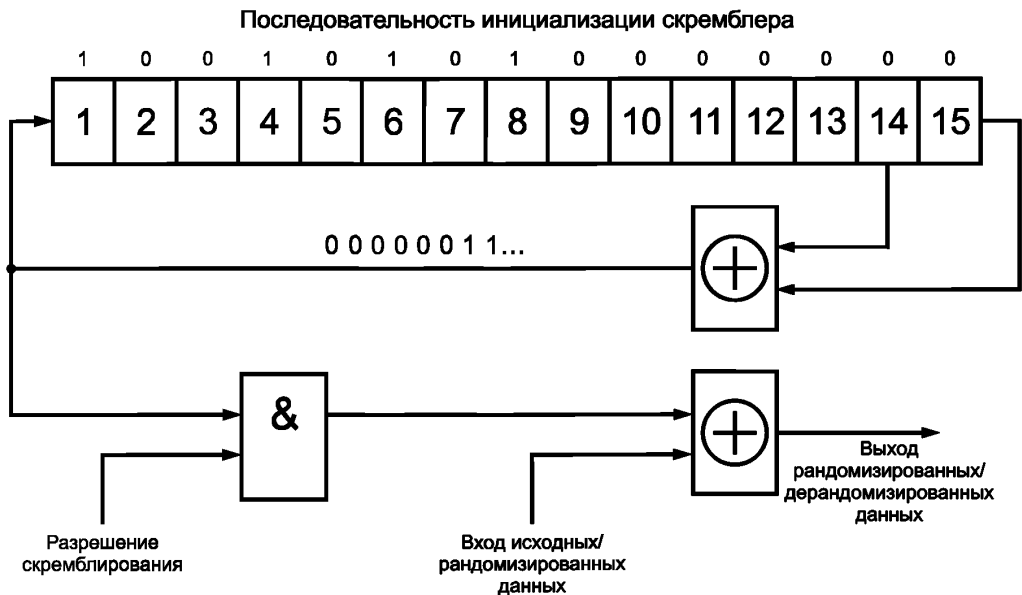 Последовательность инициализации скремблера
1 0 0 1 0 1 0 1 0 0 0 0 0 0 0
1 2 3 4 5 6 7 8 9 10 11 12 13 14 15
0 0 0 0 0 0 1 1...
&
Выход
рандомизированных/
дерандомизированных
данных
Разрешение
скремблирования
Вход исходных/
рандомизированных
данных